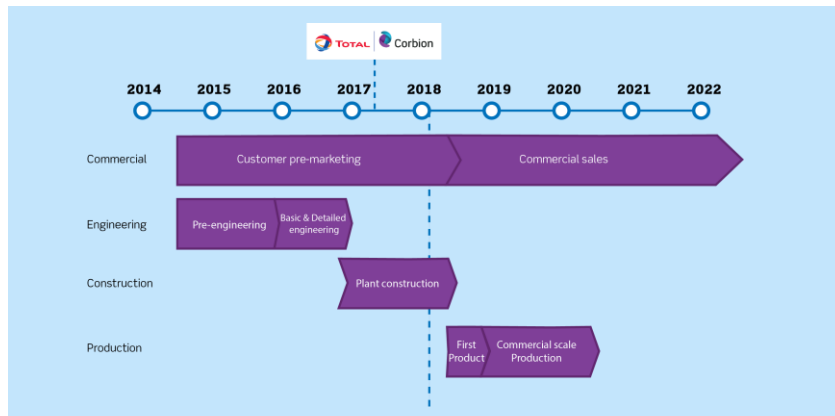 TOTAL Corbion
2014 2015 2016 2017 2018 2019 2020 2021 2022
Commercial
Customer pre-marketing
Commercial sales
Engineering
Pre-engineering
Basic & Detailed
engineering
Construction
Plant construction
Production
First
Product
Commercial scale
Production